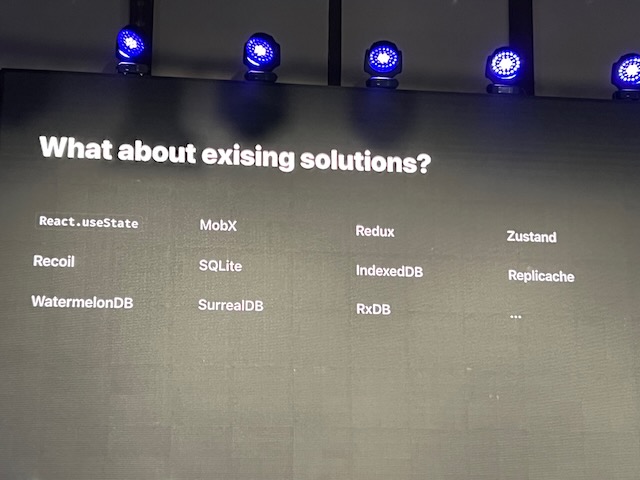 What about exising solutions?
React.useState MobX Redux Zustand
Recoil SQLite IndexedDB Replicache
WatermelonDB SurrealDB RxDB ...